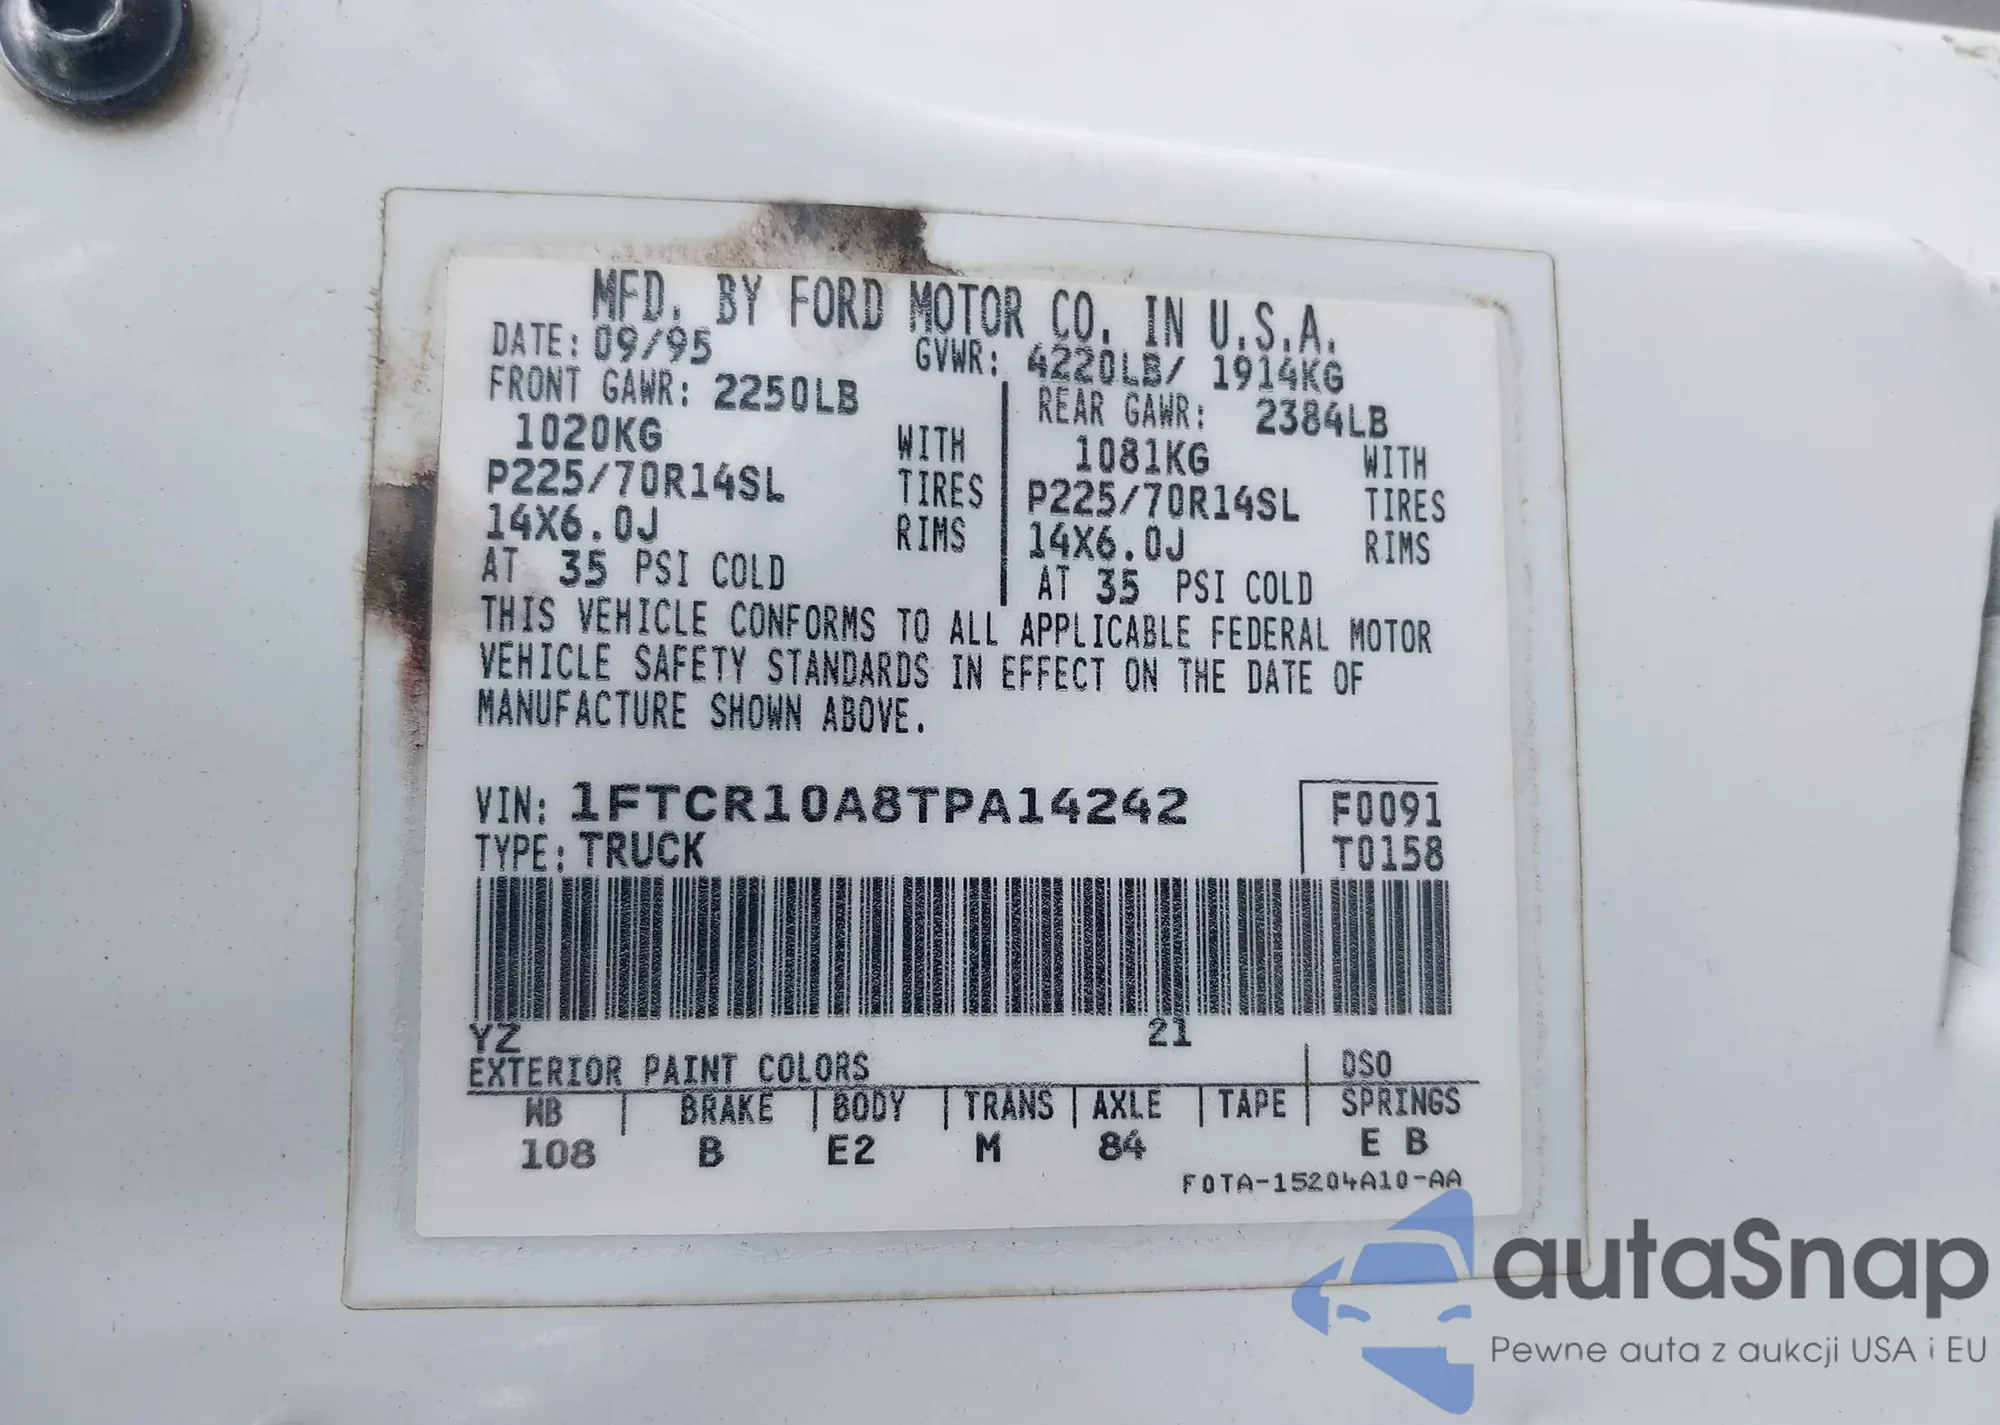 MFD. BY FORD MOTOR CO. IN U.S.A.
DATE: 09/95 GVWR: 4220LB/ 1914KG
FRONT GAWR: 2250LB REAR GAWR: 2384LB
1020KG WITH 1081KG WITH
P225/70R14SL TIRES P225/70R14SL TIRES
14X6.0J RIMS 14X6.0J RIMS
AT 35 PSI COLD AT 35 PSI COLD
THIS VEHICLE CONFORMS TO ALL APPLICABLE FEDERAL MOTOR
VEHICLE SAFETY STANDARDS IN EFFECT ON THE DATE OF
MANUFACTURE SHOWN ABOVE.
VIN: 1FTCR10A8TPA14242 F0091
TYPE: TRUCK T0158
YZ 21
EXTERIOR PAINT COLORS DSO
WB BRAKE BODY TRANS AXLE TAPE SPRINGS
108 B E2 M 84 E B
F0TA-15204A10-AA
autaSnap
Pewne auta z aukcji USA i EU